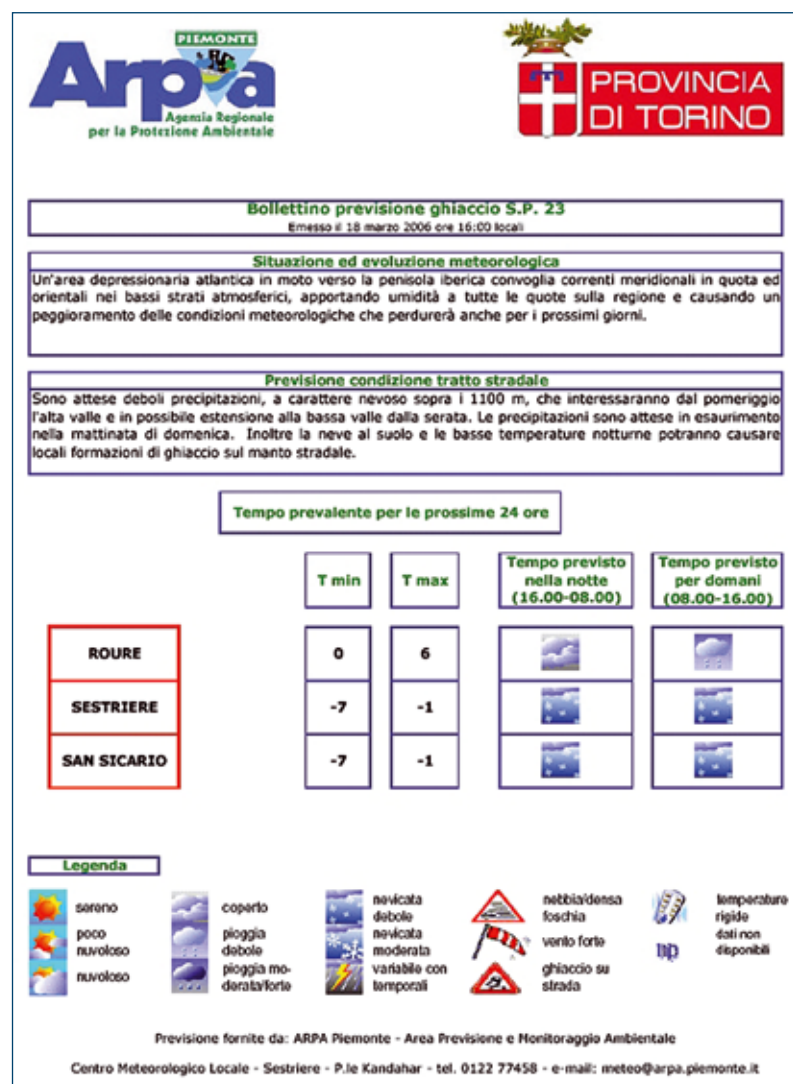 PIEMONTE
Arpa
Agenzia Regionale
per la Protezione Ambientale
PROVINCIA
DI TORINO
Bollettino previsione ghiaccio S.P. 23
Emesso il 18 marzo 2006 ore 16:00 locali
Situazione ed evoluzione meteorologica
Un'area depressionaria atlantica in moto verso la penisola iberica convoglia correnti meridionali in quota ed
orientali nei bassi strati atmosferici, apportando umidità a tutte le quote sulla regione e causando un
peggioramento delle condizioni meteorologiche che perdurerà anche per i prossimi giorni.
Previsione condizione tratto stradale
Sono attese deboli precipitazioni, a carattere nevoso sopra i 1100 m, che interessaranno dal pomeriggio
l'alta valle e in possibile estensione alla bassa valle dalla serata. Le precipitazioni sono attese in esaurimento
nella mattinata di domenica. Inoltre la neve al suolo e le basse temperature notturne potranno causare
locali formazioni di ghiaccio sul manto stradale.
Tempo prevalente per le prossime 24 ore
T min T max Tempo previsto nella notte (16.00-08.00) Tempo previsto per domani (08.00-16.00)
ROURE 0 6
SESTRIERE -7 -1
SAN SICARIO -7 -1
Legenda
sereno
poco
nuvoloso
nuvoloso
coperto
pioggia
debole
pioggia mo-
derata/forte
nevicata
debole
nevicata
moderata
variabile con
temporali
nebbia/densa
foschia
vento forte
ghiaccio su
strada
temperature
rigide
np
dati non
disponibili
Previsione fornite da: ARPA Piemonte - Area Previsione e Monitoraggio Ambientale
Centro Meteorologico Locale - Sestriere - P.le Kandahar - tel. 0122 77458 - e-mail: meteo@arpa.piemonte.it